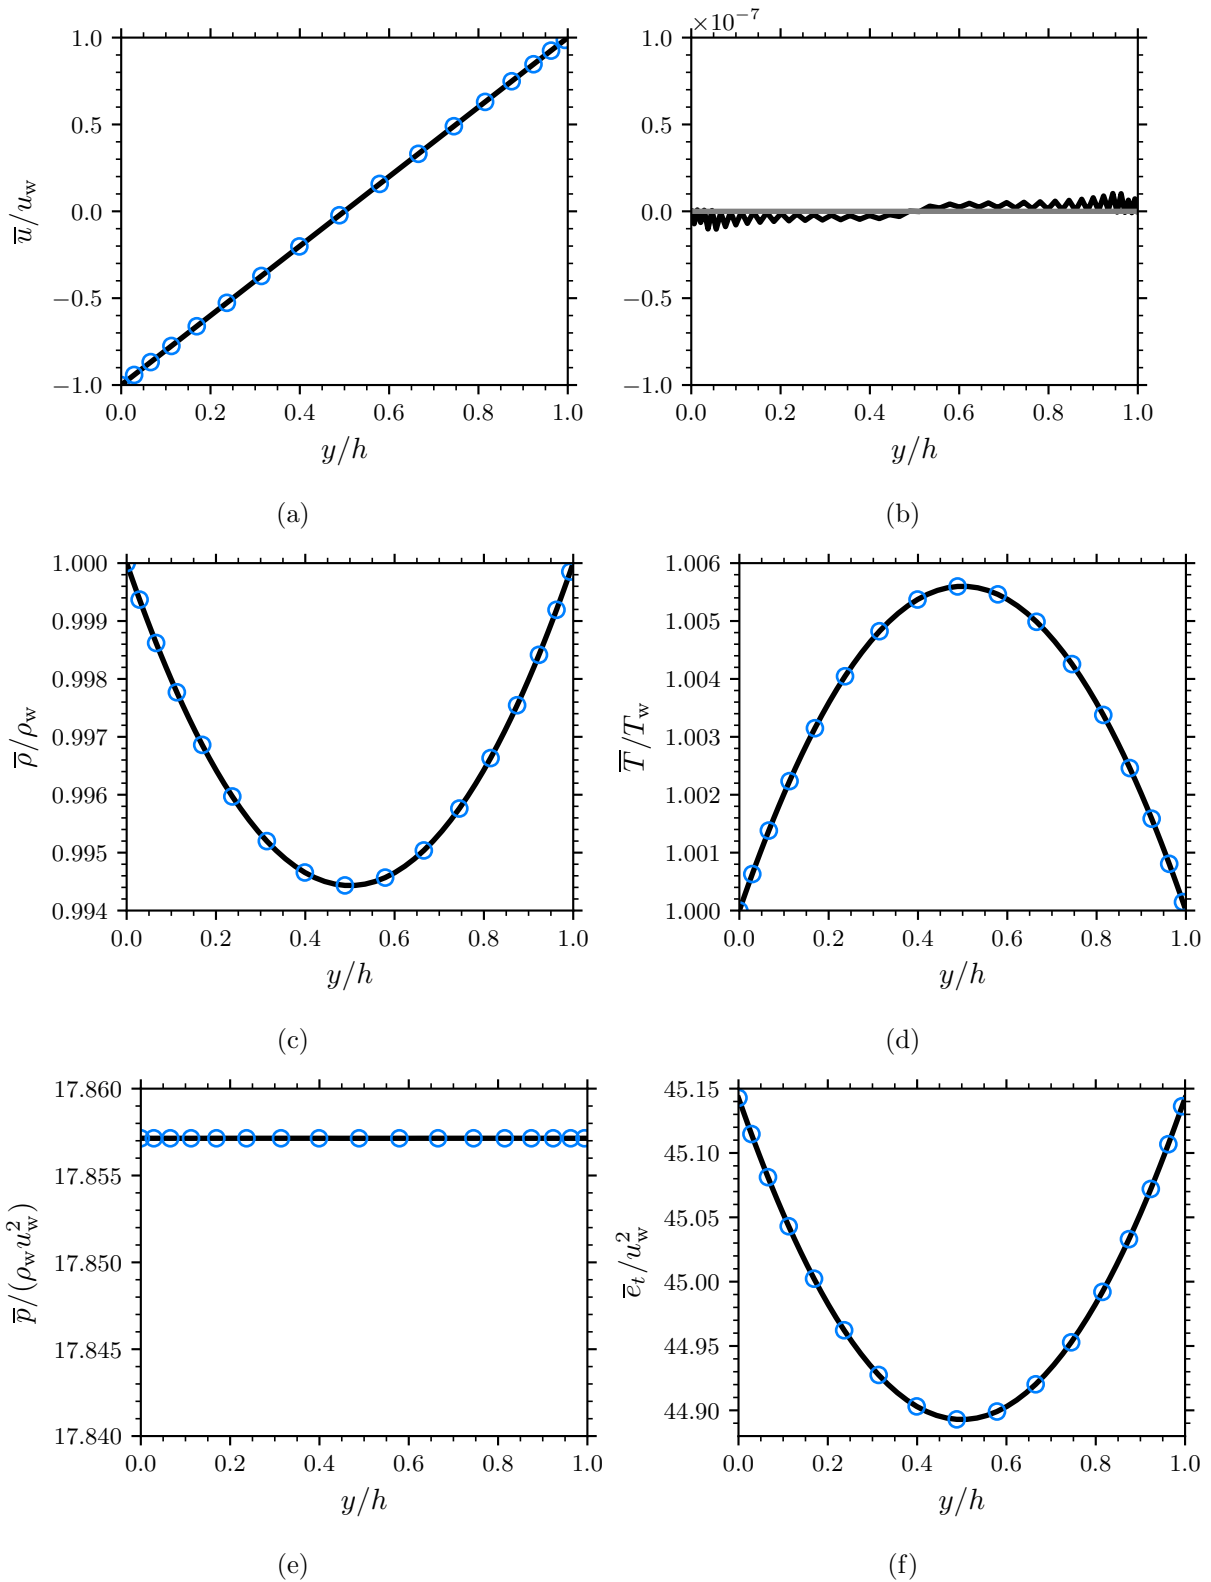 ×10⁻⁷
1.0 0.5 0.0 −0.5 −1.0
u̅/u_w
0.0 0.2 0.4 0.6 0.8 1.0
y/h
(a)
1.0 0.5 0.0 −0.5 −1.0
0.0 0.2 0.4 0.6 0.8 1.0
y/h
(b)
1.000 0.999 0.998 0.997 0.996 0.995 0.994
ρ̅/ρ_w
0.0 0.2 0.4 0.6 0.8 1.0
y/h
(c)
1.006 1.005 1.004 1.003 1.002 1.001 1.000
T̅/T_w
0.0 0.2 0.4 0.6 0.8 1.0
y/h
(d)
17.860 17.855 17.850 17.845 17.840
p̅/(ρ_w u_w²)
0.0 0.2 0.4 0.6 0.8 1.0
y/h
(e)
45.15 45.10 45.05 45.00 44.95 44.90
e̅_t/u_w²
0.0 0.2 0.4 0.6 0.8 1.0
y/h
(f)